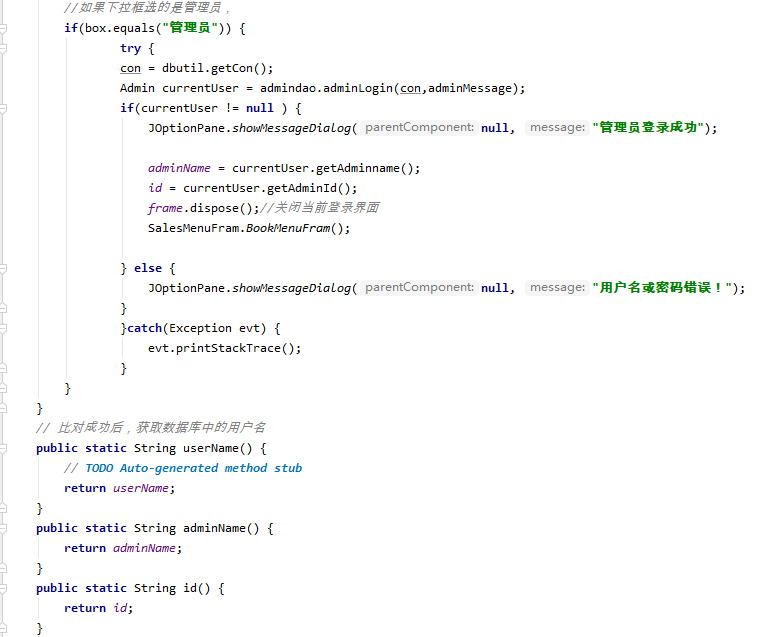 //如果下拉框选的是管理员，
if(box.equals("管理员")) {
try {
con = dbutil.getCon();
Admin currentUser = admindao.adminLogin(con,adminMessage);
if(currentUser != null ) {
JOptionPane.showMessageDialog( parentComponent: null, message: "管理员登录成功");
adminName = currentUser.getAdminname();
id = currentUser.getAdminId();
frame.dispose();//关闭当前登录界面
SalesMenuFram.BookMenuFram();
} else {
JOptionPane.showMessageDialog( parentComponent: null, message: "用户名或密码错误！");
}
}catch(Exception evt) {
evt.printStackTrace();
}
}
}
// 比对成功后，获取数据库中的用户名
public static String userName() {
// TODO Auto-generated method stub
return userName;
}
public static String adminName() {
return adminName;
}
public static String id() {
return id;
}